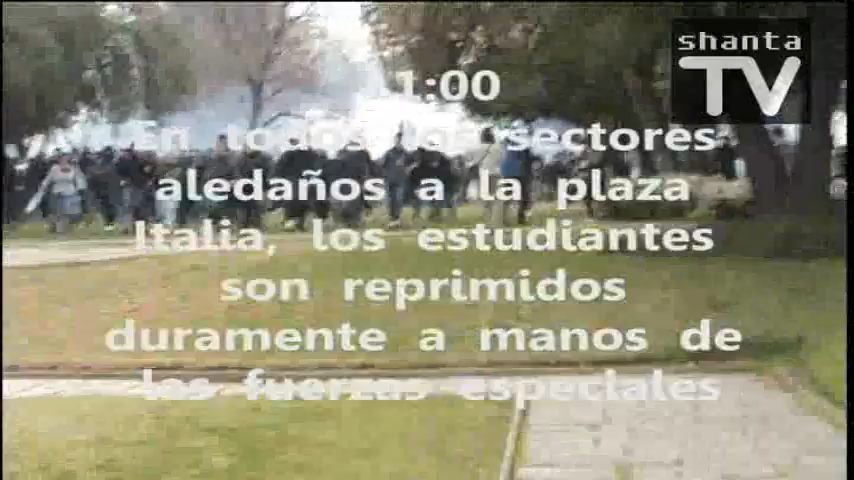 shanta
TV
1:00
En todos los sectores
aledaños a la plaza
Italia, los estudiantes
son reprimidos
duramente a manos de
las fuerzas especiales